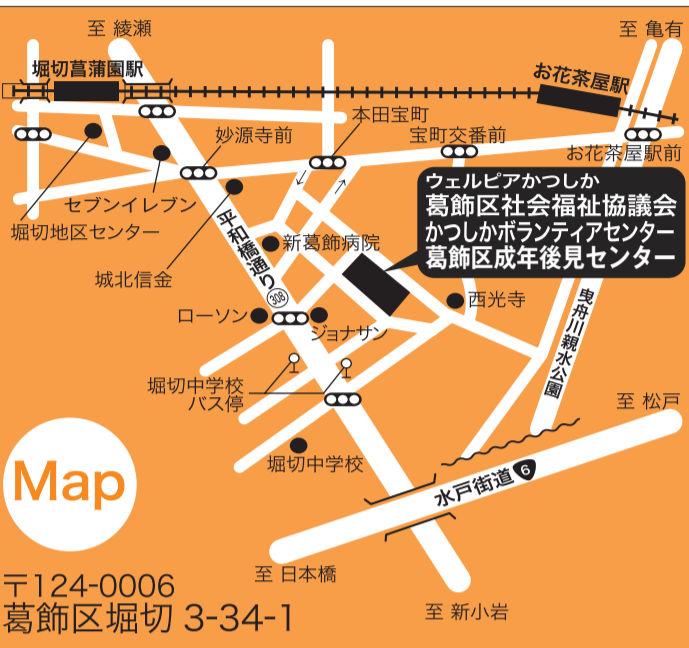 至 綾瀬
至 亀有
堀切菖蒲園駅
お花茶屋駅
本田宝町
妙源寺前
宝町交番前
お花茶屋駅前
ウェルピアかつしか
葛飾区社会福祉協議会
かつしかボランティアセンター
葛飾区成年後見センター
セブンイレブン
堀切地区センター
平和橋通り
308
新葛飾病院
城北信金
西光寺
ローソン
ジョナサン
曳舟川親水公園
堀切中学校
バス停
至 松戸
堀切中学校
Map
水戸街道
6
至 日本橋
〒124-0006
葛飾区堀切 3-34-1
至 新小岩